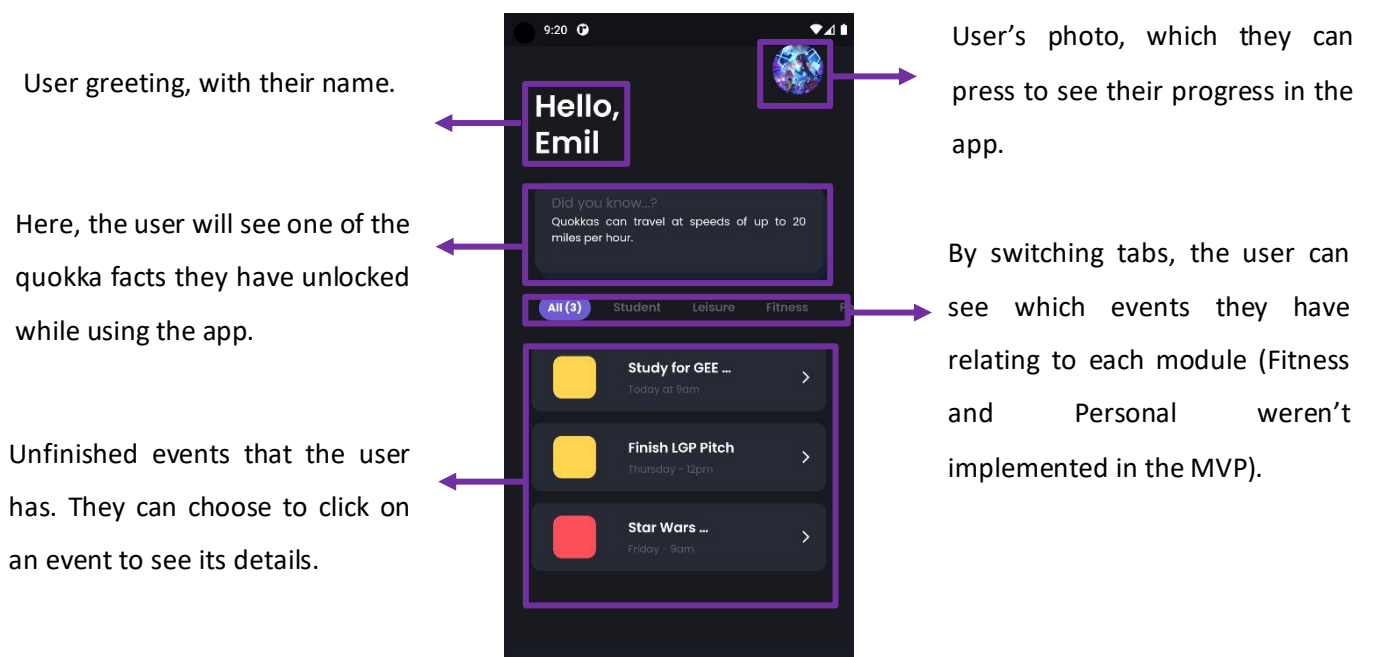 User greeting, with their name.
Here, the user will see one of the
quokka facts they have unlocked
while using the app.
Unfinished events that the user
has. They can choose to click on
an event to see its details.
9:20
Hello,
Emil
Did you know...?
Quokkas can travel at speeds of up to 20
miles per hour.
All (3) Student Leisure Fitness
Study for GEE ...
Today at 9am
Finish LGP Pitch
Thursday - 12pm
Star Wars ...
Friday - 9am
User’s photo, which they can
press to see their progress in the
app.
By switching tabs, the user can
see which events they have
relating to each module (Fitness
and Personal weren’t
implemented in the MVP).